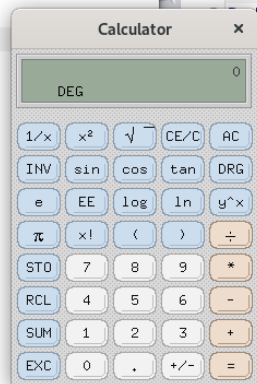 Calculator ×
0
DEG
1/x x² √‾ CE/C AC
INV sin cos tan DRG
e EE log ln y^x
π x! ( ) ÷
STO 7 8 9 *
RCL 4 5 6 -
SUM 1 2 3 +
EXC 0 . +/- =